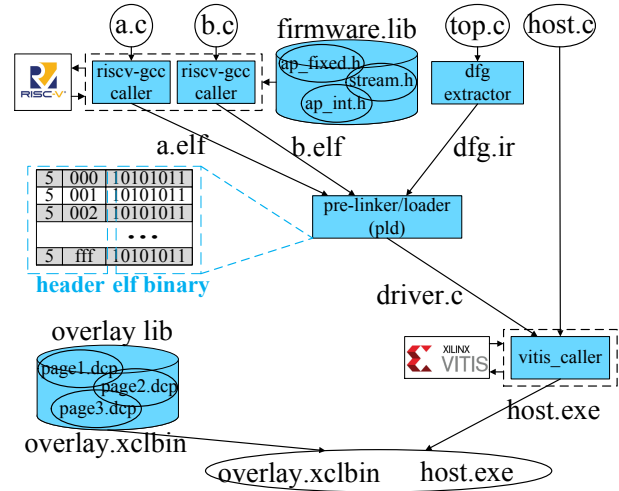 a.c b.c firmware.lib top.c host.c
RISC-V
riscv-gcc caller
riscv-gcc caller
ap_fixed.h
stream.h
ap_int.h
dfg extractor
a.elf b.elf dfg.ir
5 000 10101011
5 001 10101011
5 002 10101011
...
5 fff 10101011
header elf binary
pre-linker/loader
(pld)
driver.c
overlay lib
page1.dcp
page2.dcp
page3.dcp
XILINX
VITIS
vitis_caller
overlay.xclbin
host.exe
overlay.xclbin host.exe